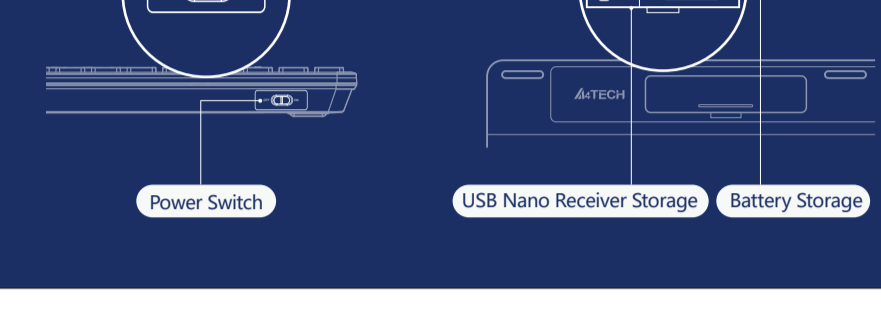 A4TECH
Power Switch
USB Nano Receiver Storage
Battery Storage